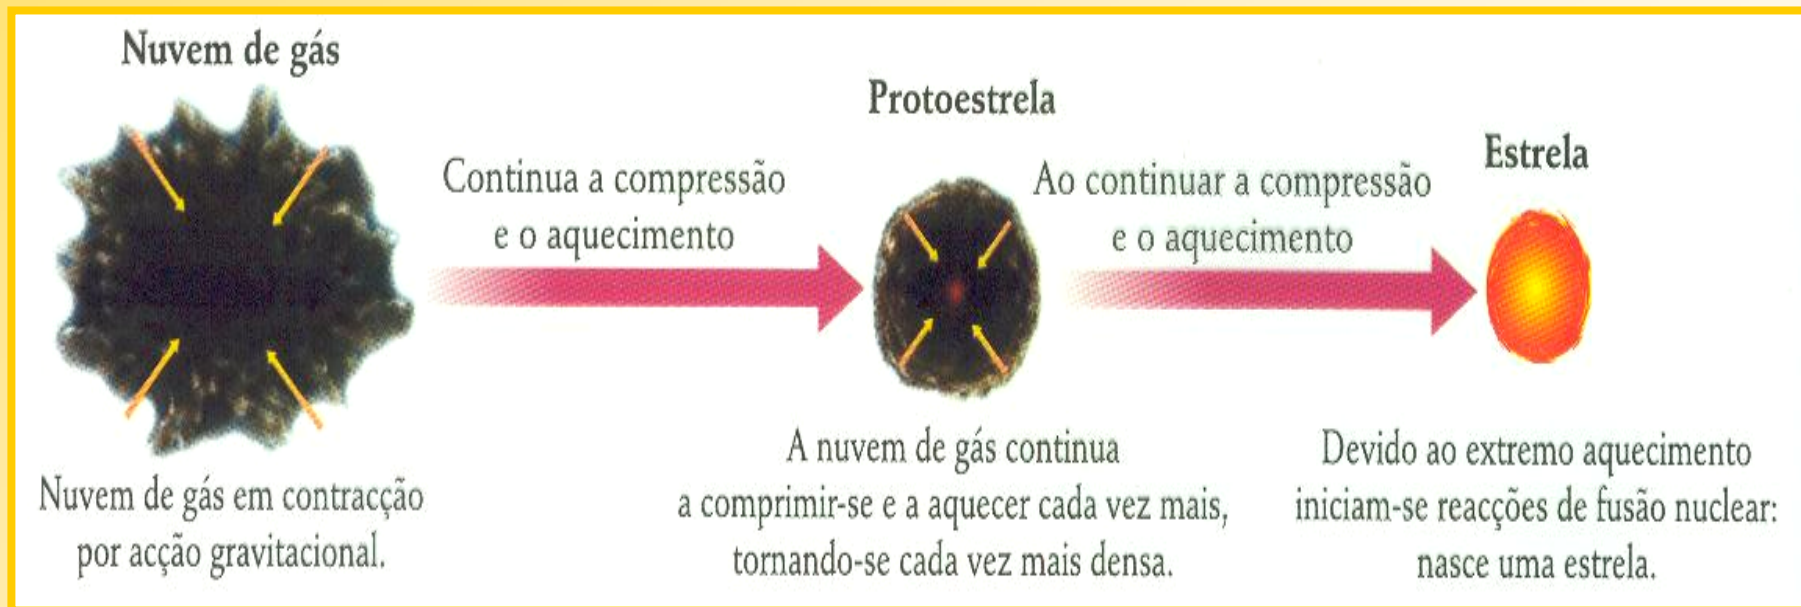 Nuvem de gás
Nuvem de gás em contracção
por acção gravitacional.
Continua a compressão
e o aquecimento
Protoestrela
A nuvem de gás continua
a comprimir-se e a aquecer cada vez mais,
tornando-se cada vez mais densa.
Ao continuar a compressão
e o aquecimento
Estrela
Devido ao extremo aquecimento
iniciam-se reacções de fusão nuclear:
nasce uma estrela.